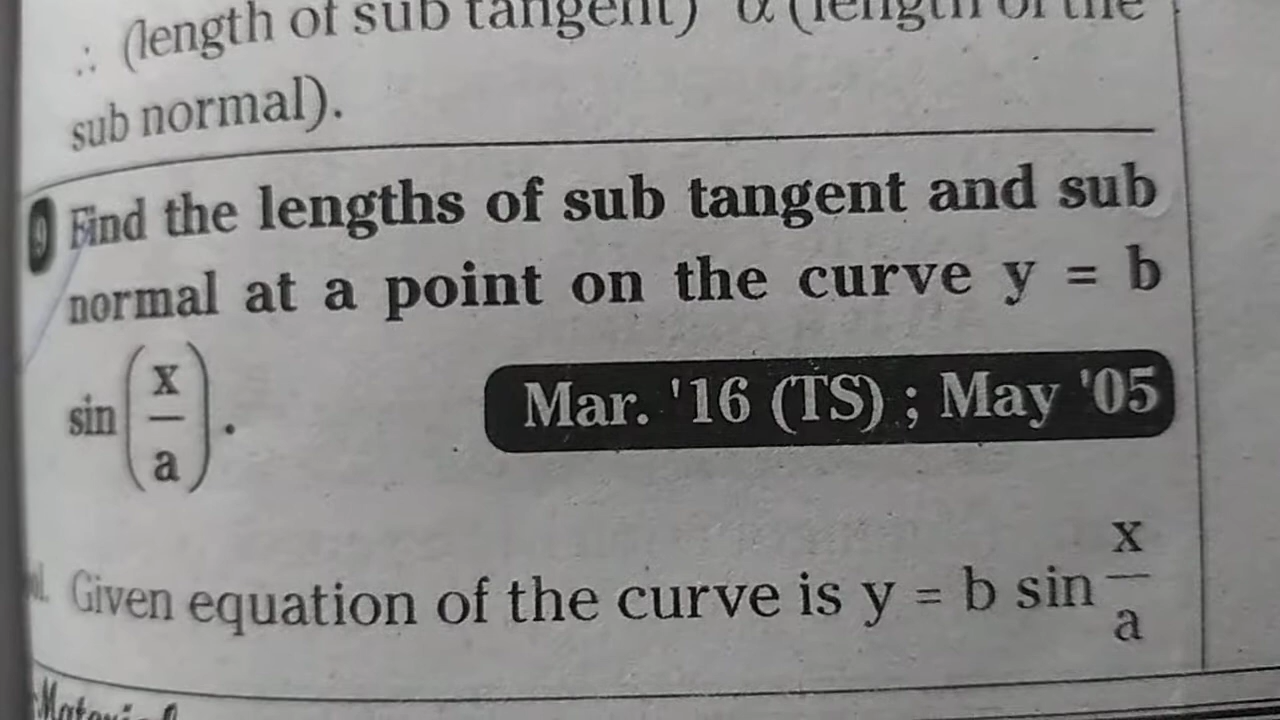 ∴ (length of sub tangent) α (length of the
sub normal).
9 Find the lengths of sub tangent and sub
normal at a point on the curve y = b
sin(x/a).
Mar. '16 (TS) ; May '05
Given equation of the curve is y = b sin x/a